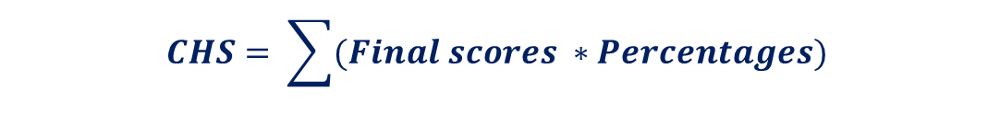 CHS = ∑(Final scores * Percentages)